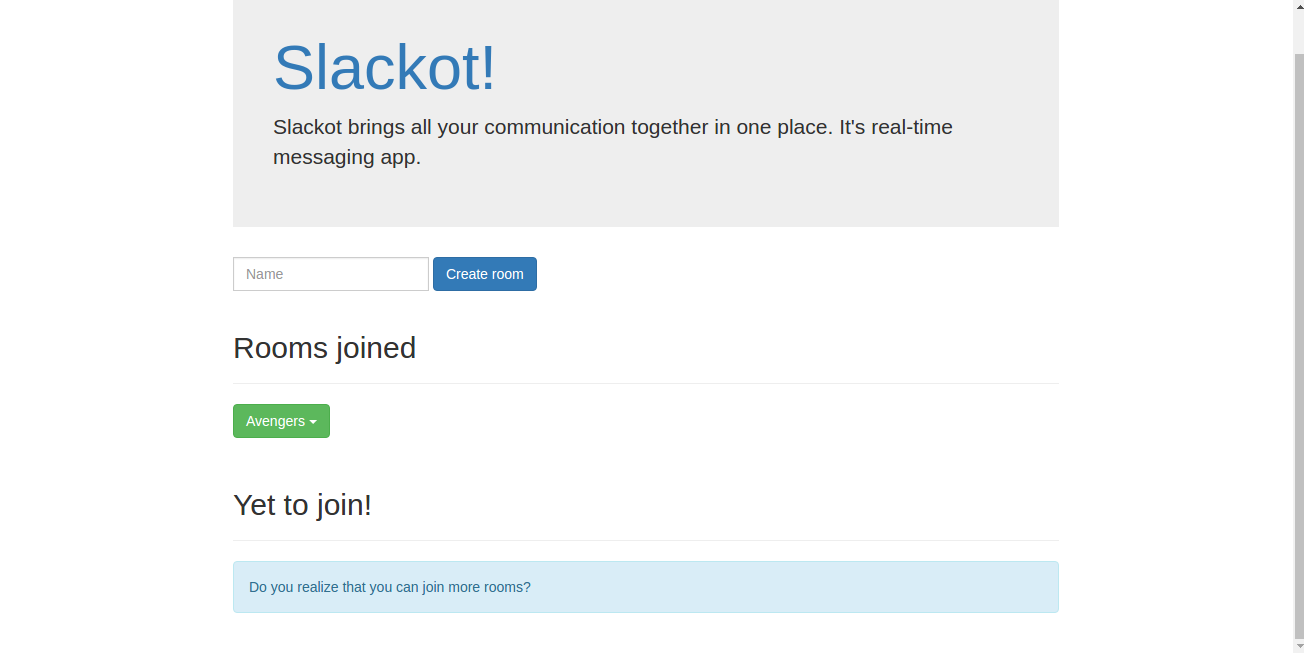 Slackot!
Slackot brings all your communication together in one place. It's real-time
messaging app.
Name Create room
Rooms joined
Avengers
Yet to join!
Do you realize that you can join more rooms?